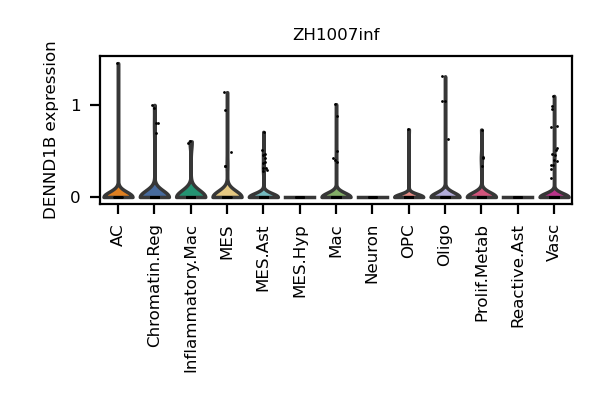 ZH1007inf
DENND1B expression
1
0
AC
Chromatin.Reg
Inflammatory.Mac
MES
MES.Ast
MES.Hyp
Mac
Neuron
OPC
Oligo
Prolif.Metab
Reactive.Ast
Vasc